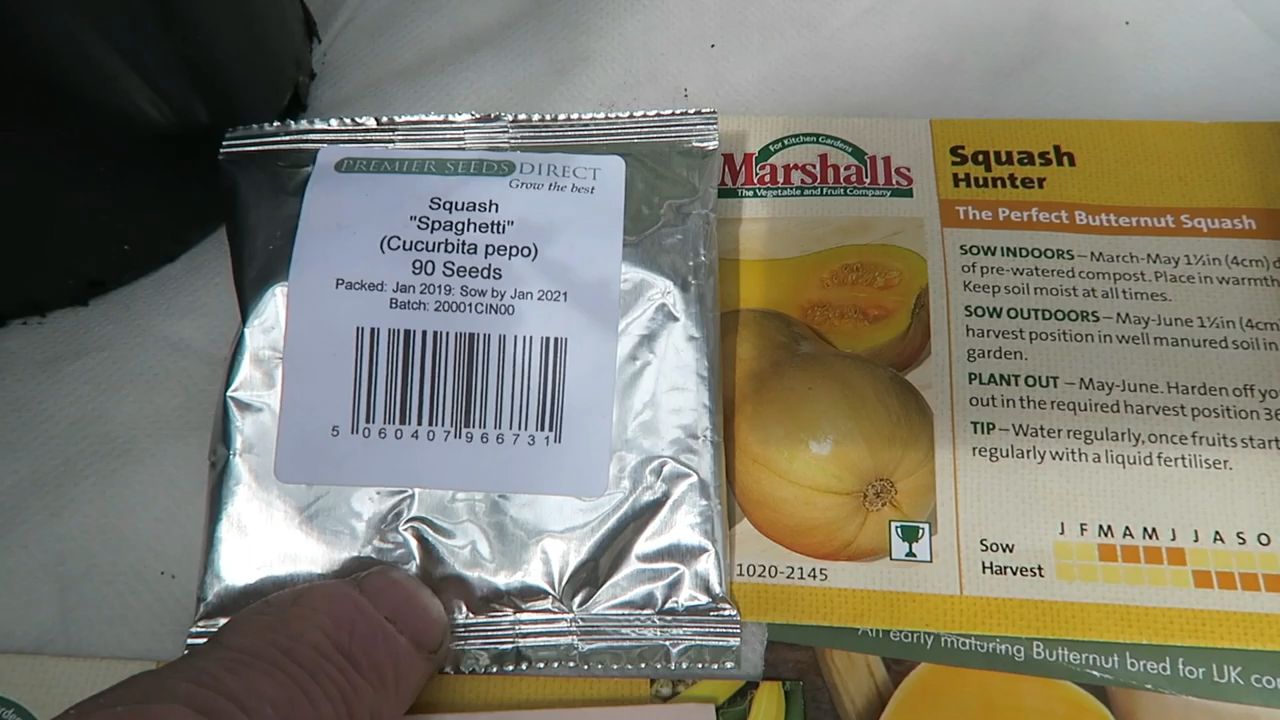 PREMIER SEEDS DIRECT
Grow the best
Squash
"Spaghetti"
(Cucurbita pepo)
90 Seeds
Packed: Jan 2019: Sow by Jan 2021
Batch: 20001CIN00
5 060407 966731
For Kitchen Gardens
Marshalls
The Vegetable and Fruit Company
1020-2145
Squash
Hunter
The Perfect Butternut Squash
SOW INDOORS – March-May 1½in (4cm)
of pre-watered compost. Place in warmth
Keep soil moist at all times.
SOW OUTDOORS – May-June 1½in (4cm
harvest position in well manured soil in
garden.
PLANT OUT – May-June. Harden off
out in the required harvest position
TIP – Water regularly, once fruits start
regularly with a liquid fertiliser.
J F M A M J J A S O
Sow
Harvest
An early maturing Butternut bred for UK